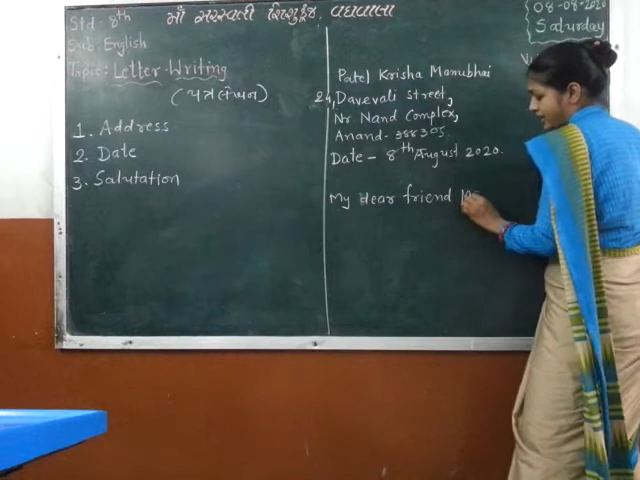 Std - 8th
Sub: English
Topic: Letter-Writing
(પત્રલેખન)
1. Address
2. Date
3. Salutation
માઁ સરસ્વતી શિશુકુંજ, વઘવાલા
08-08-2020
Saturday
Patel Krisha Manubhai
24, Davevali street,
Nr Nand Complex,
Anand - 388305.
Date - 8th August 2020.
My dear friend